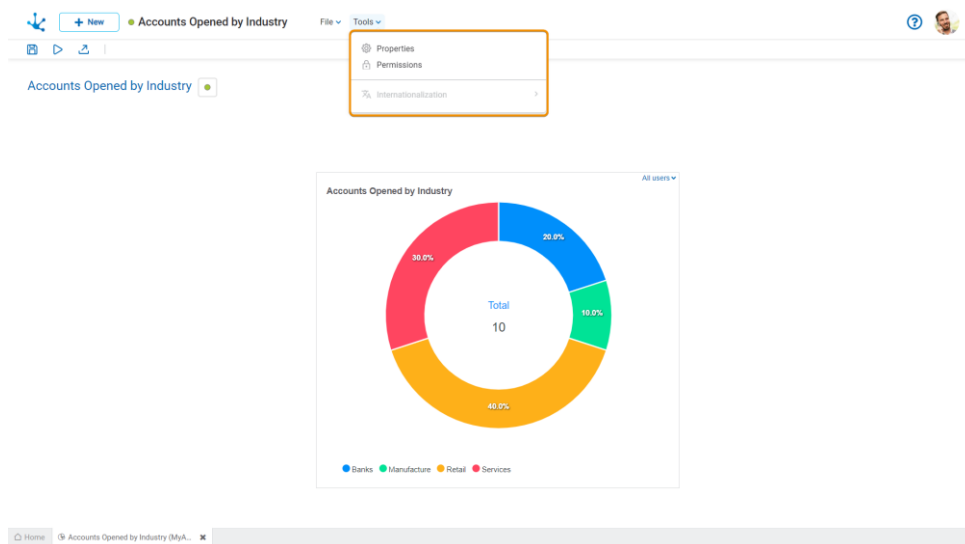 + New
Accounts Opened by Industry
File
Tools
?
Properties
Permissions
Internationalization
Accounts Opened by Industry
All users
Accounts Opened by Industry
20.0%
30.0%
Total
10
10.0%
40.0%
Banks Manufacture Retail Services
Home Accounts Opened by Industry (MyA...